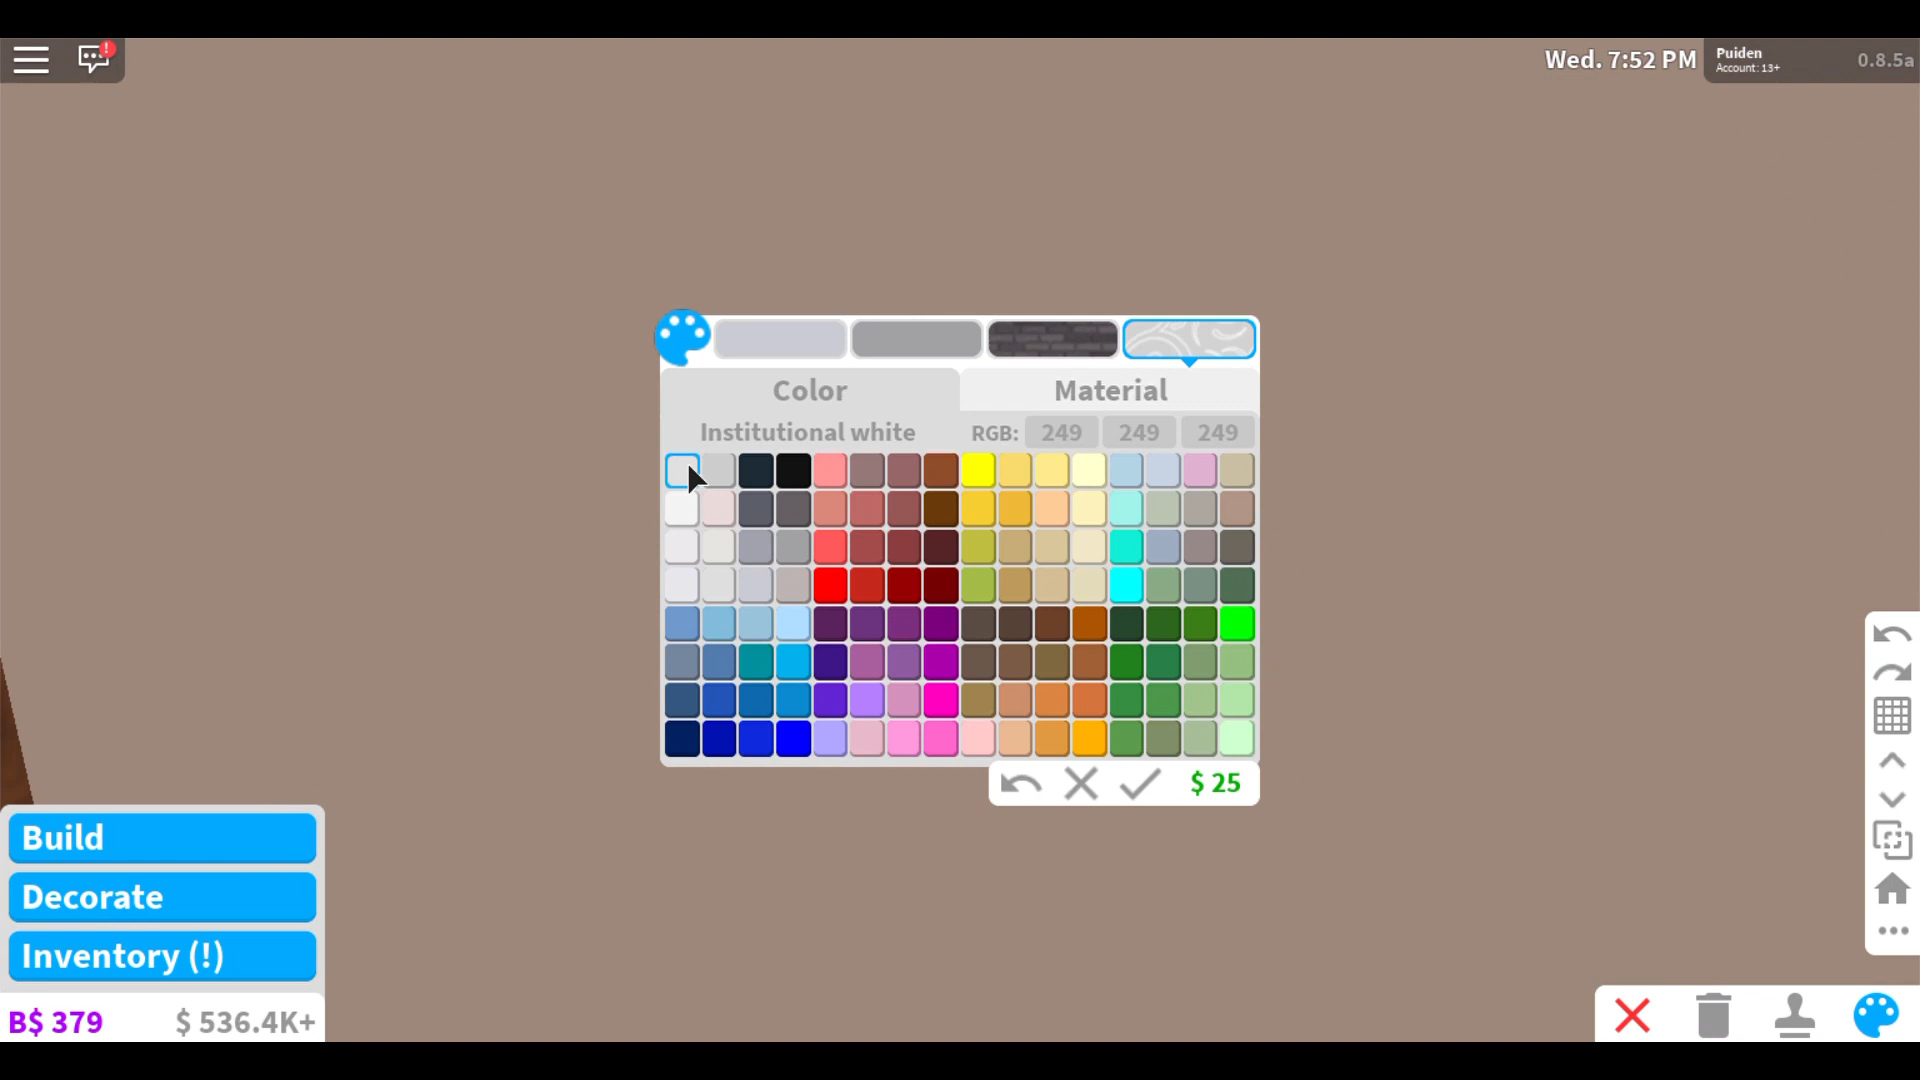 !
Wed. 7:52 PM
Puiden
Account: 13+
0.8.5a
Color
Material
Institutional white
RGB: 249 249 249
$ 25
Build
Decorate
Inventory (!)
B$ 379
$ 536.4K+